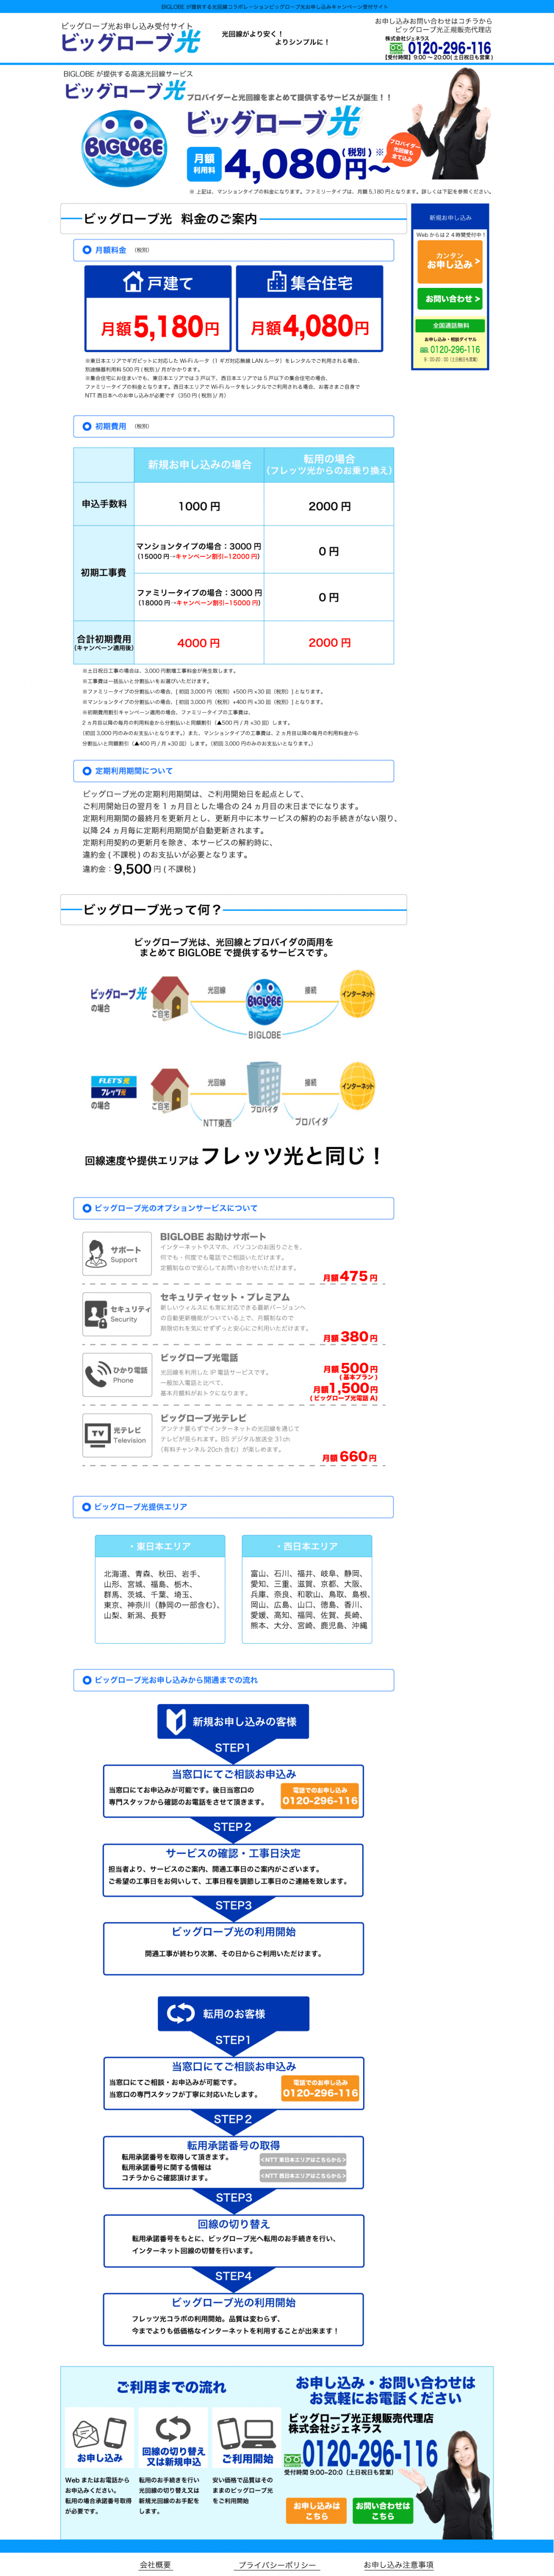 BIGLOBE が提供する光回線コラボレーションビッグローブ光お申し込みキャンペーン受付サイト
ビッグローブ光お申し込み受付サイト
ビッグローブ光
光回線がより安く！
よりシンプルに！
お申し込みお問い合わせはコチラから
ビッグローブ光正規販売代理店
株式会社ジェネラス
0120-296-116
【受付時間】9:00 ～ 20:00( 土日祝日も営業 )
BIGLOBE が提供する高速光回線サービス
ビッグローブ光
BIGLOBE
プロバイダーと光回線をまとめて提供するサービスが誕生！！
ビッグローブ光
月額
利用料
4,080円～
( 税別 ) ※
プロバイダー
光回線も
全て込み
※ 上記は、マンションタイプの料金になります。ファミリータイプは、月額 5,180 円となります。詳しくは下記を参照ください。
ビッグローブ光 料金のご案内
月額料金 （税別）
戸建て
月額5,180円
集合住宅
月額4,080円
※東日本エリアでギガビットに対応した Wi-Fi ルータ（1 ギガ対応無線 LAN ルータ）をレンタルでご利用される場合、
別途機器利用料 500 円 ( 税別 )/ 月がかかります。
※集合住宅にお住まいでも、東日本エリアでは 3 戸以下、西日本エリアでは 5 戸以下の集合住宅の場合、
ファミリータイプの料金となります。西日本エリアで Wi-Fi ルータをレンタルでご利用される場合、お客さまご自身で
NTT 西日本へのお申し込みが必要です（350 円 ( 税別 )/ 月）
新規お申し込み
Web からは２４時間受付中！
カンタン
お申し込み >
お問い合わせ >
全国通話無料
お申し込み・相談ダイヤル
0120-296-116
9：00-20：00（土日祝日も営業）
初期費用 （税別）
新規お申し込みの場合
転用の場合
（フレッツ光からのお乗り換え）
申込手数料
1000 円
2000 円
初期工事費
マンションタイプの場合：3000 円
（15000 円→キャンペーン割引−12000 円）
0 円
ファミリータイプの場合：3000 円
（18000 円→キャンペーン割引−15000 円）
0 円
合計初期費用
（キャンペーン適用後）
4000 円
2000 円
※土日祝日工事の場合は、3,000 円割増工事料金が発生致します。
※工事費は一括払いと分割払いをお選びいただけます。
※ファミリータイプの分割払いの場合、[ 初回 3,000 円（税別）+500 円 ×30 回（税別）] となります。
※マンションタイプの分割払いの場合、[ 初回 3,000 円（税別）+400 円 ×30 回（税別）] となります。
※初期費用割引キャンペーン適用の場合、ファミリータイプの工事費は、
2 ヵ月目以降の毎月の利用料金から分割払いと同額割引（▲500 円 / 月 ×30 回）します。
（初回 3,000 円のみのお支払いとなります。）また、マンションタイプの工事費は、2 ヵ月目以降の毎月の利用料金から
分割払いと同額割引（▲400 円 / 月 ×30 回）します。（初回 3,000 円のみのお支払いとなります。）
定期利用期間について
ビッグローブ光の定期利用期間は、ご利用開始日を起点として、
ご利用開始日の翌月を 1 ヵ月目とした場合の 24 ヵ月目の末日までになります。
定期利用期間の最終月を更新月とし、更新月中に本サービスの解約のお手続きがない限り、
以降 24 ヵ月毎に定期利用期間が自動更新されます。
定期利用契約の更新月を除き、本サービスの解約時に、
違約金 ( 不課税 ) のお支払いが必要となります。
違約金：9,500 円 ( 不課税 )
ビッグローブ光って何？
ビッグローブ光は、光回線とプロバイダの両用を
まとめて BIGLOBE で提供するサービスです。
ビッグローブ光
の場合
ご自宅
光回線
BIGLOBE
接続
インターネット
BIGLOBE
FLET'S 光
フレッツ光
の場合
ご自宅
光回線
プロバイダ
接続
インターネット
NTT東西
プロバイダ
回線速度や提供エリアはフレッツ光と同じ！
ビッグローブ光のオプションサービスについて
サポート
Support
BIGLOBE お助けサポート
インターネットやスマホ、パソコンのお困りごとを、
何でも・何度でも電話でご相談いただけます。
定額制なので安心してお問い合わせいただけます。
月額475 円
セキュリティ
Security
セキュリティセット・プレミアム
新しいウィルスにも常に対応できる最新バージョンへ
の自動更新機能がついている上で、月額制なので
期限切れを気にせずずっと安心にご利用いただけます。
月額 380 円
ひかり電話
Phone
ビッグローブ光電話
光回線を利用した IP 電話サービスです。
一般加入電話と比べて、
基本月額料がおトクになります。
月額 500 円
( 基本プラン )
月額1,500円
( ビッグローブ光電話 A)
TV
光テレビ
Television
ビッグローブ光テレビ
アンテナ要らずでインターネットの光回線を通じて
テレビが見られます。BS デジタル放送全 31ch
（有料チャンネル 20ch 含む）が楽しめます。
月額 660円
ビッグローブ光提供エリア
・東日本エリア
北海道、青森、秋田、岩手、
山形、宮城、福島、栃木、
群馬、茨城、千葉、埼玉、
東京、神奈川（静岡の一部含む）、
山梨、新潟、長野
・西日本エリア
富山、石川、福井、岐阜、静岡、
愛知、三重、滋賀、京都、大阪、
兵庫、奈良、和歌山、鳥取、島根、
岡山、広島、山口、徳島、香川、
愛媛、高知、福岡、佐賀、長崎、
熊本、大分、宮崎、鹿児島、沖縄
ビッグローブ光お申し込みから開通までの流れ
新規お申し込みの客様
STEP1
当窓口にてご相談お申込み
当窓口にてお申込みが可能です。後日当窓口の
専門スタッフから確認のお電話をさせて頂きます。
電話でのお申し込み
0120-296-116
STEP２
サービスの確認・工事日決定
担当者より、サービスのご案内、開通工事日のご案内がございます。
ご希望の工事日をお伺いして、工事日程を調節し工事日のご連絡を致します。
STEP3
ビッグローブ光の利用開始
開通工事が終わり次第、その日からご利用いただけます。
転用のお客様
STEP1
当窓口にてご相談お申込み
当窓口にてご相談・お申込みが可能です。
当窓口の専門スタッフが丁寧に対応いたします。
電話でのお申し込み
0120-296-116
STEP２
転用承諾番号の取得
転用承諾番号を取得して頂きます。
転用承諾番号に関する情報は
コチラからご確認頂けます。
＜NTT 東日本エリアはこちらから＞
＜NTT 西日本エリアはこちらから＞
STEP3
回線の切り替え
転用承諾番号をもとに、ビッグローブ光へ転用のお手続きを行い、
インターネット回線の切替を行います。
STEP4
ビッグローブ光の利用開始
フレッツ光コラボの利用開始。品質は変わらず、
今までよりも低価格なインターネットを利用することが出来ます！
ご利用までの流れ
お申し込み
回線の切り替え
又は新規申込
ご利用開始
Web またはお電話から
お申込みください。
転用の場合承諾番号取得
が必要です。
転用のお手続きを行い
光回線の切り替え又は
新規光回線のお手配を
します。
安い価格で品質はその
ままのビッグローブ光
をご利用開始
お申し込み・お問い合わせは
お気軽にお電話ください
ビッグローブ光正規販売代理店
株式会社ジェネラス
0120-296-116
受付時間 9:00-20:0（土日祝日も営業）
お申し込みは
こちら
お問い合わせは
こちら
会社概要
プライバシーポリシー
お申し込み注意事項